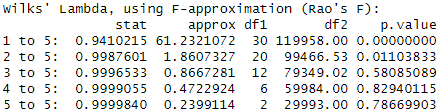 Wilks' Lambda, using F-approximation (Rao's F):
stat approx df1 df2 p.value
1 to 5: 0.9410215 61.2321072 30 119958.00 0.00000000
2 to 5: 0.9987601 1.8607327 20 99466.53 0.01103833
3 to 5: 0.9996533 0.8667281 12 79349.02 0.58085089
4 to 5: 0.9999055 0.4722924 6 59984.00 0.82940115
5 to 5: 0.9999840 0.2399114 2 29993.00 0.78669903